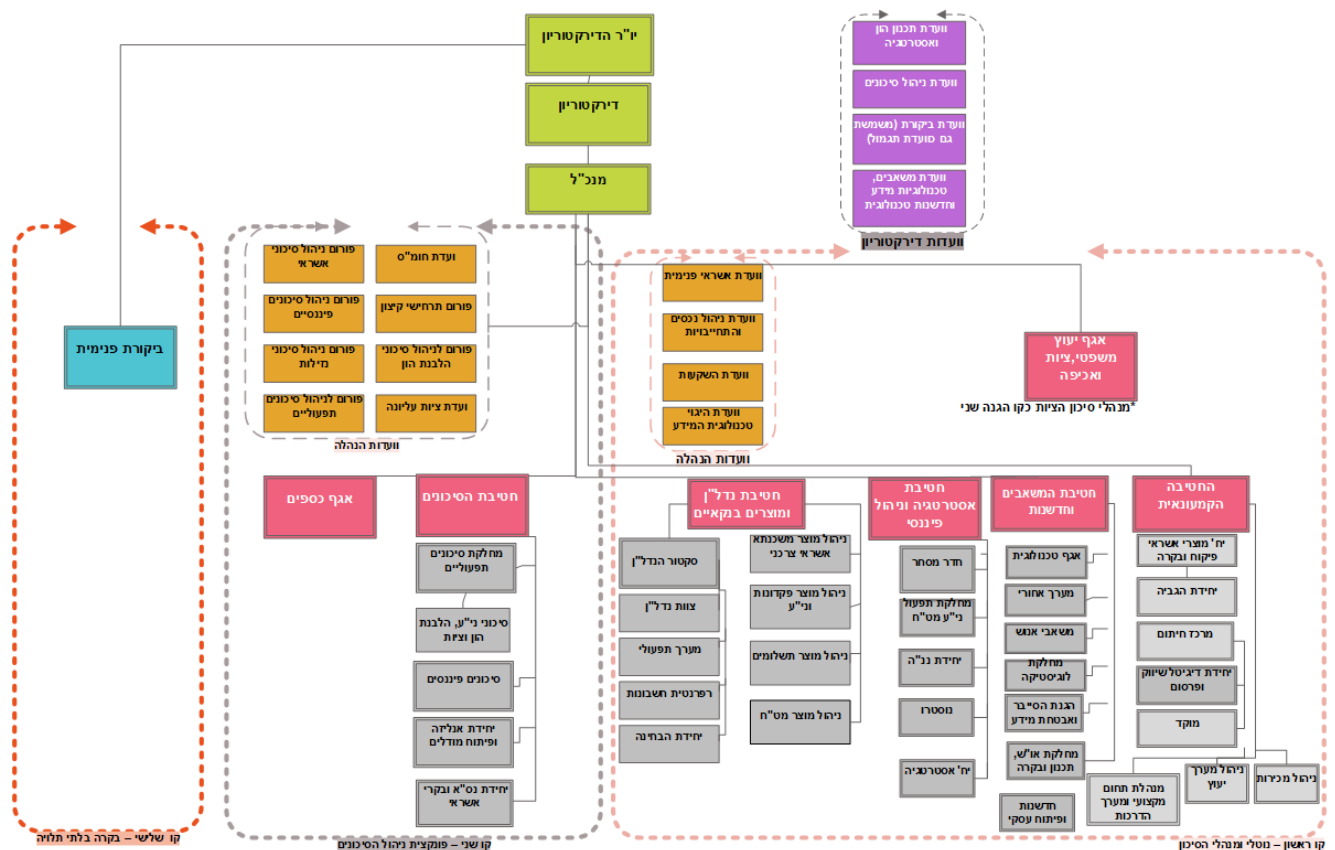 יו"ר הדירקטוריון
דירקטוריון
מנכ"ל
וועדת תכנון הון
ואסטרטגיה
וועדת ניהול סיכונים
וועדת ביקורת (משמשת
גם כוועדת תגמול)
וועדת משאבים,
טכנולוגיות מידע
וחדשנות טכנולוגית
וועדות דירקטוריון
ביקורת פנימית
קו שלישי – בקרה בלתי תלויה
ועדת חומ"ס
פורום ניהול סיכוני
אשראי
פורום תרחישי קיצון
פורום ניהול סיכונים
פיננסיים
פורום לניהול סיכוני
הלבנת הון
פורום ניהול סיכוני
נזילות
ועדת ציות עליונה
פורום לניהול סיכונים
תפעוליים
וועדות הנהלה
וועדת אשראי פנימית
וועדת ניהול נכסים
והתחייבויות
וועדת השקעות
וועדת היגוי
טכנולוגית המידע
וועדות הנהלה
אגף יעוץ
משפטי,ציות
ואכיפה
*מנהלי סיכון הציות כקו הגנה שני
החטיבה
הקמעונאית
יח' מוצרי אשראי
פיקוח ובקרה
יחידת הגביה
מרכז חיתום
יחידת דיגיטל שיווק
ופרסום
מוקד
ניהול מכירות
ניהול מערך
יעוץ
מנהלת תחום
מקצועי ומערך
הדרכות
חטיבת המשאבים
וחדשנות
אגף טכנולוגית
מערך אחורי
משאבי אנוש
מחלקת
לוגיסטיקה
הגנת הסייבר
ואבטחת מידע
מחלקת או"ש,
תכנון ובקרה
חדשנות
ופיתוח עסקי
חטיבת
אסטרטגיה וניהול
פיננסי
חדר מסחר
מחלקת תפעול
ני"ע מט"ח
יחידת ננ"ה
נוסטרו
יח' אסטרטגיה
חטיבת נדל"ן
ומוצרים בנקאיים
ניהול מוצר משכנתא
אשראי צרכני
ניהול מוצר פקדונות
וני"ע
ניהול מוצר תשלומים
ניהול מוצר מט"ח
סקטור הנדל"ן
צוות נדל"ן
מערך תפעולי
רפרנטית חשבונות
יחידת הבחינה
חטיבת הסיכונים
מחלקת סיכונים
תפעוליים
סיכוני ני"ע, הלבנת
הון וציות
סיכונים פיננסים
יחידת אנליזה
ופיתוח מודלים
יחידת נס"א ובקרי
אשראי
אגף כספים
קו שני – פונקצית ניהול הסיכונים
קו ראשון – נוטלי ומנהלי הסיכון